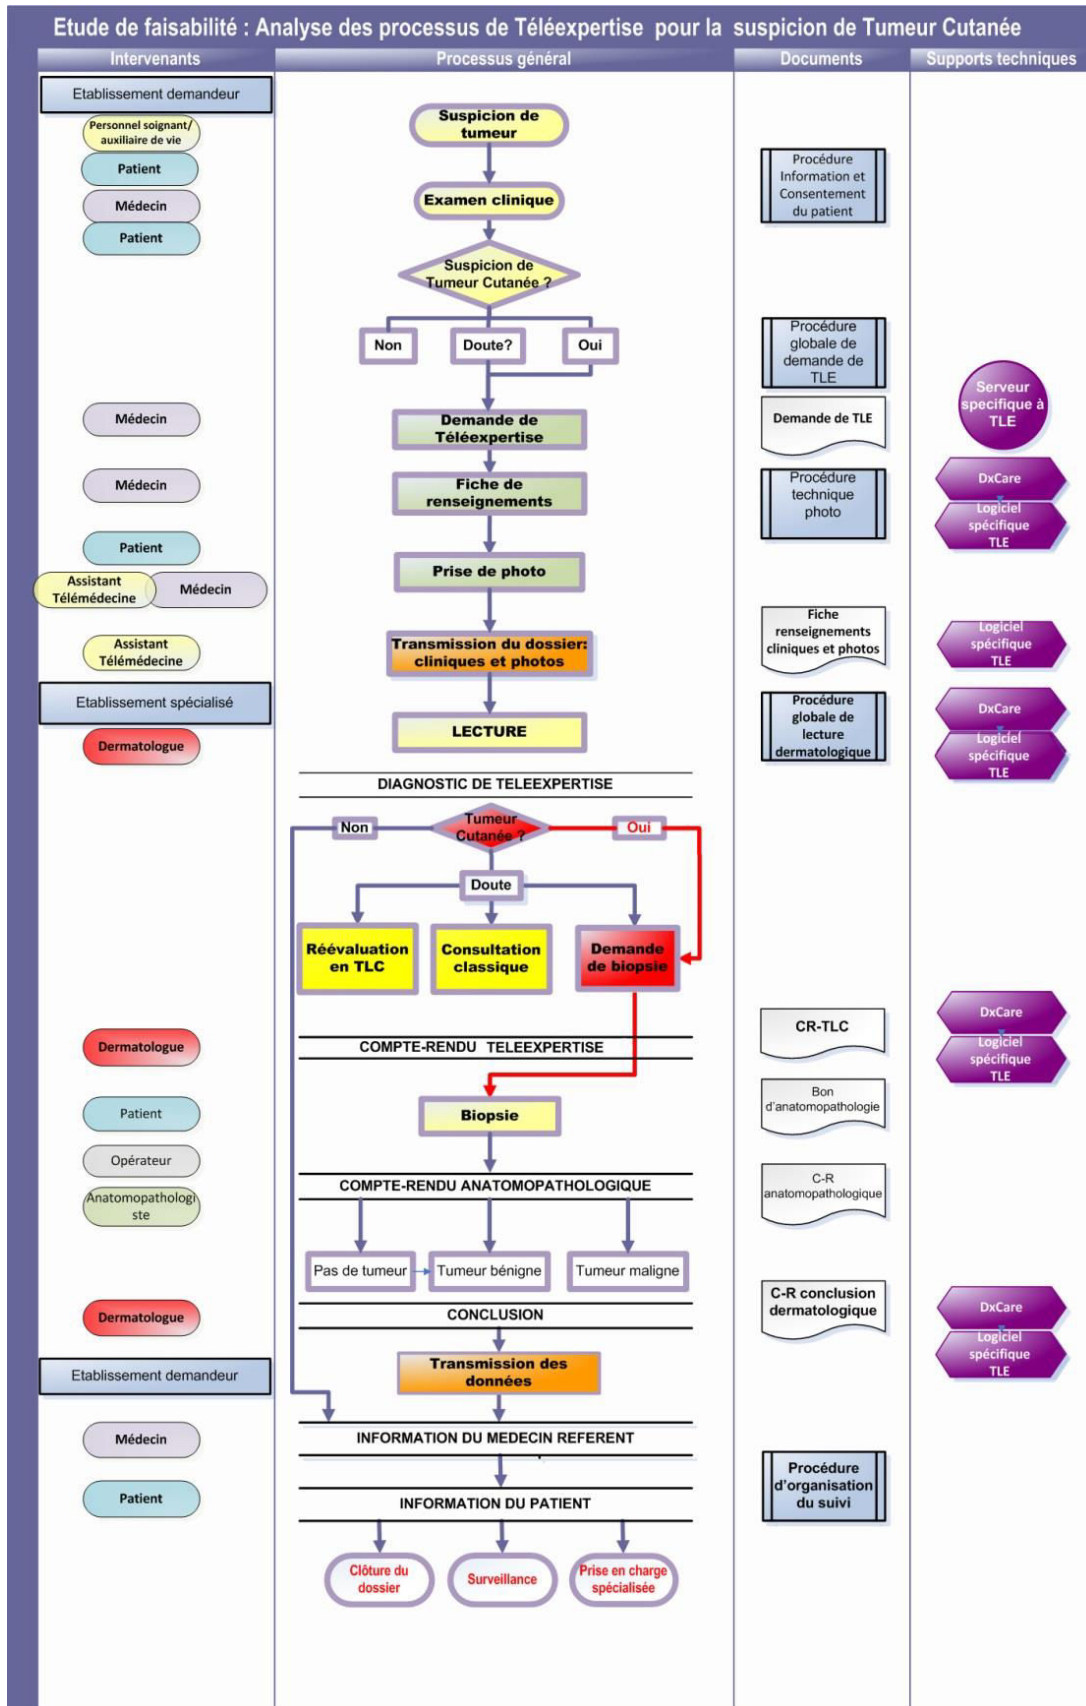 Etude de faisabilité : Analyse des processus de Téléexpertise pour la suspicion de Tumeur Cutanée
Intervenants
Processus général
Documents
Supports techniques
Etablissement demandeur
Personnel soignant/
auxiliaire de vie
Patient
Médecin
Patient
Suspicion de
tumeur
Examen clinique
Suspicion de
Tumeur Cutanée ?
Non
Doute?
Oui
Procédure
Information et
Consentement
du patient
Procédure
globale de
demande de
TLE
Serveur
specifique à
TLE
Médecin
Demande de
Téléexpertise
Demande de TLE
Médecin
Fiche de
renseignements
Procédure
technique
photo
DxCare
Logiciel
spécifique
TLE
Patient
Assistant
Télémédecine
Médecin
Prise de photo
Assistant
Télémédecine
Transmission du dossier:
cliniques et photos
Fiche
renseignements
cliniques et photos
Logiciel
spécifique
TLE
Etablissement spécialisé
Dermatologue
LECTURE
Procédure
globale de
lecture
dermatologique
DxCare
Logiciel
spécifique
TLE
DIAGNOSTIC DE TELEEXPERTISE
Non
Tumeur
Cutanée ?
Oui
Doute
Réévaluation
en TLC
Consultation
classique
Demande
de biopsie
Dermatologue
COMPTE-RENDU TELEEXPERTISE
CR-TLC
DxCare
Logiciel
spécifique
TLE
Patient
Biopsie
Bon
d'anatomopathologie
Opérateur
Anatomopathologi
ste
COMPTE-RENDU ANATOMOPATHOLOGIQUE
C-R
anatomopathologique
Pas de tumeur
Tumeur bénigne
Tumeur maligne
Dermatologue
CONCLUSION
C-R conclusion
dermatologique
DxCare
Logiciel
spécifique
TLE
Etablissement demandeur
Transmission des
données
Médecin
INFORMATION DU MEDECIN REFERENT
Patient
INFORMATION DU PATIENT
Procédure
d'organisation
du suivi
Clôture du
dossier
Surveillance
Prise en charge
spécialisée